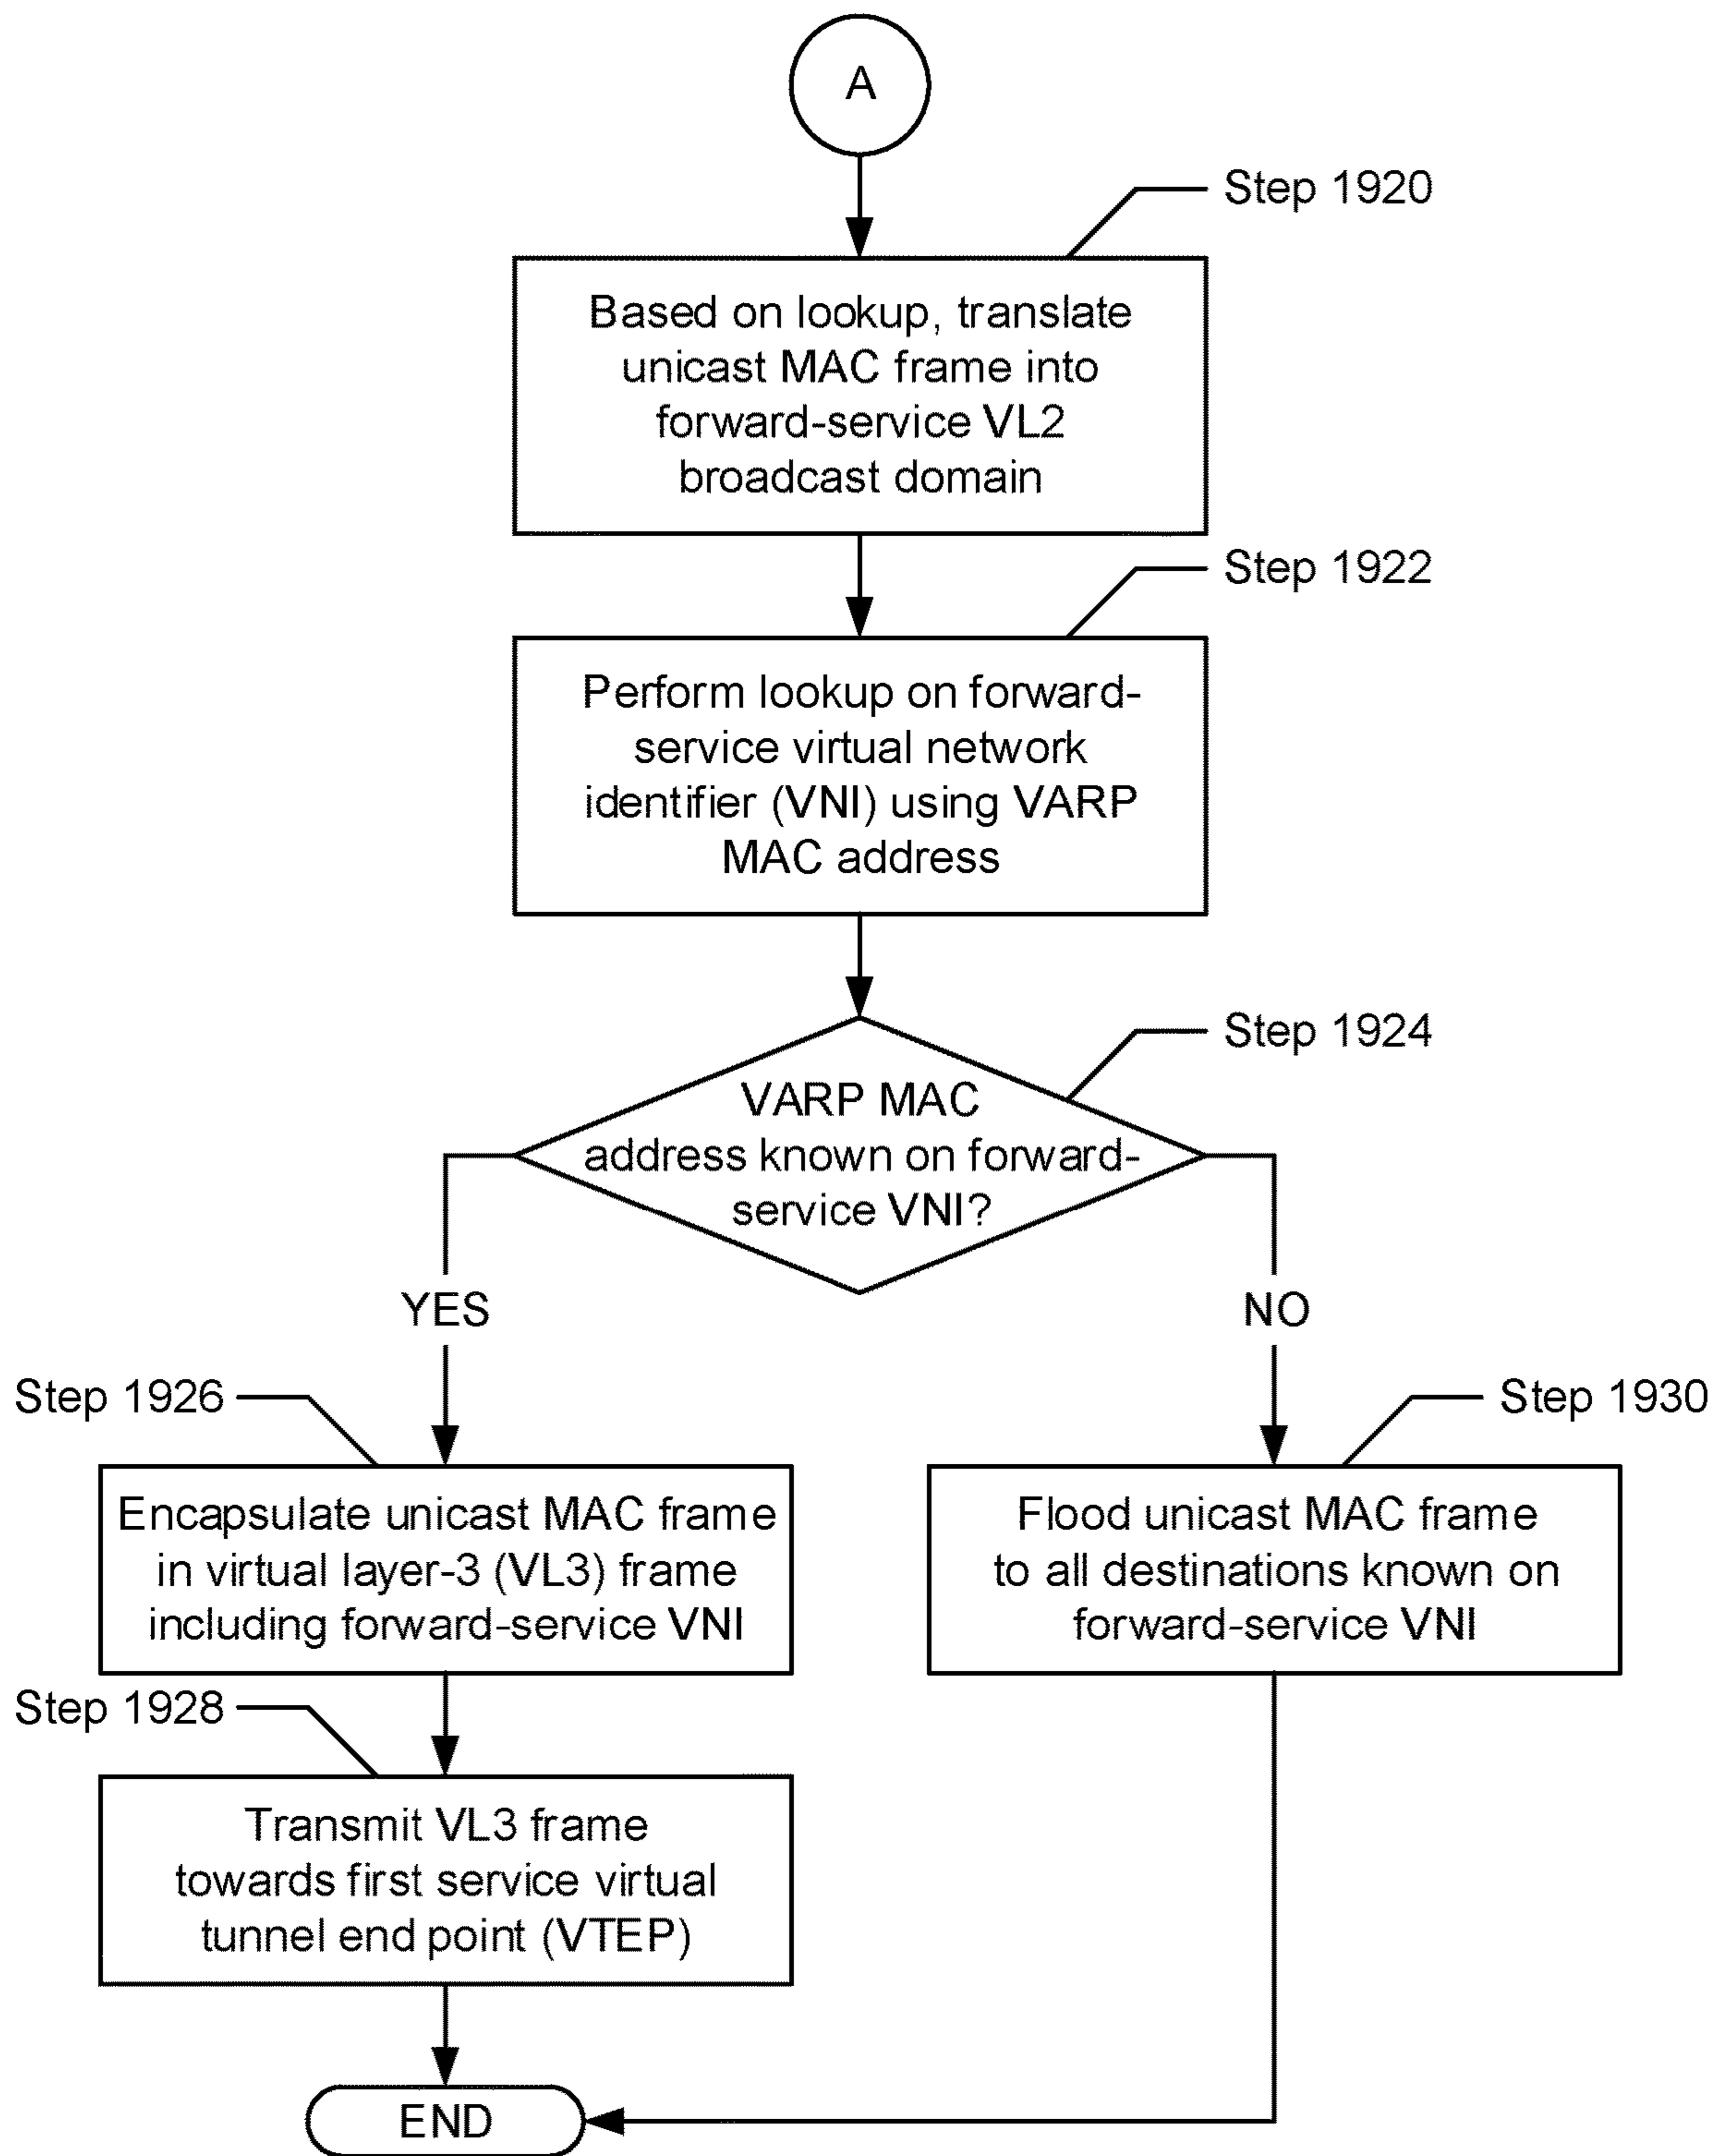 A
Step 1920
Based on lookup, translate
unicast MAC frame into
forward-service VL2
broadcast domain
Step 1922
Perform lookup on forward-
service virtual network
identifier (VNI) using VARP
MAC address
Step 1924
VARP MAC
address known on forward-
service VNI?
YES
NO
Step 1926
Encapsulate unicast MAC frame
in virtual layer-3 (VL3) frame
including forward-service VNI
Step 1930
Flood unicast MAC frame
to all destinations known on
forward-service VNI
Step 1928
Transmit VL3 frame
towards first service virtual
tunnel end point (VTEP)
END